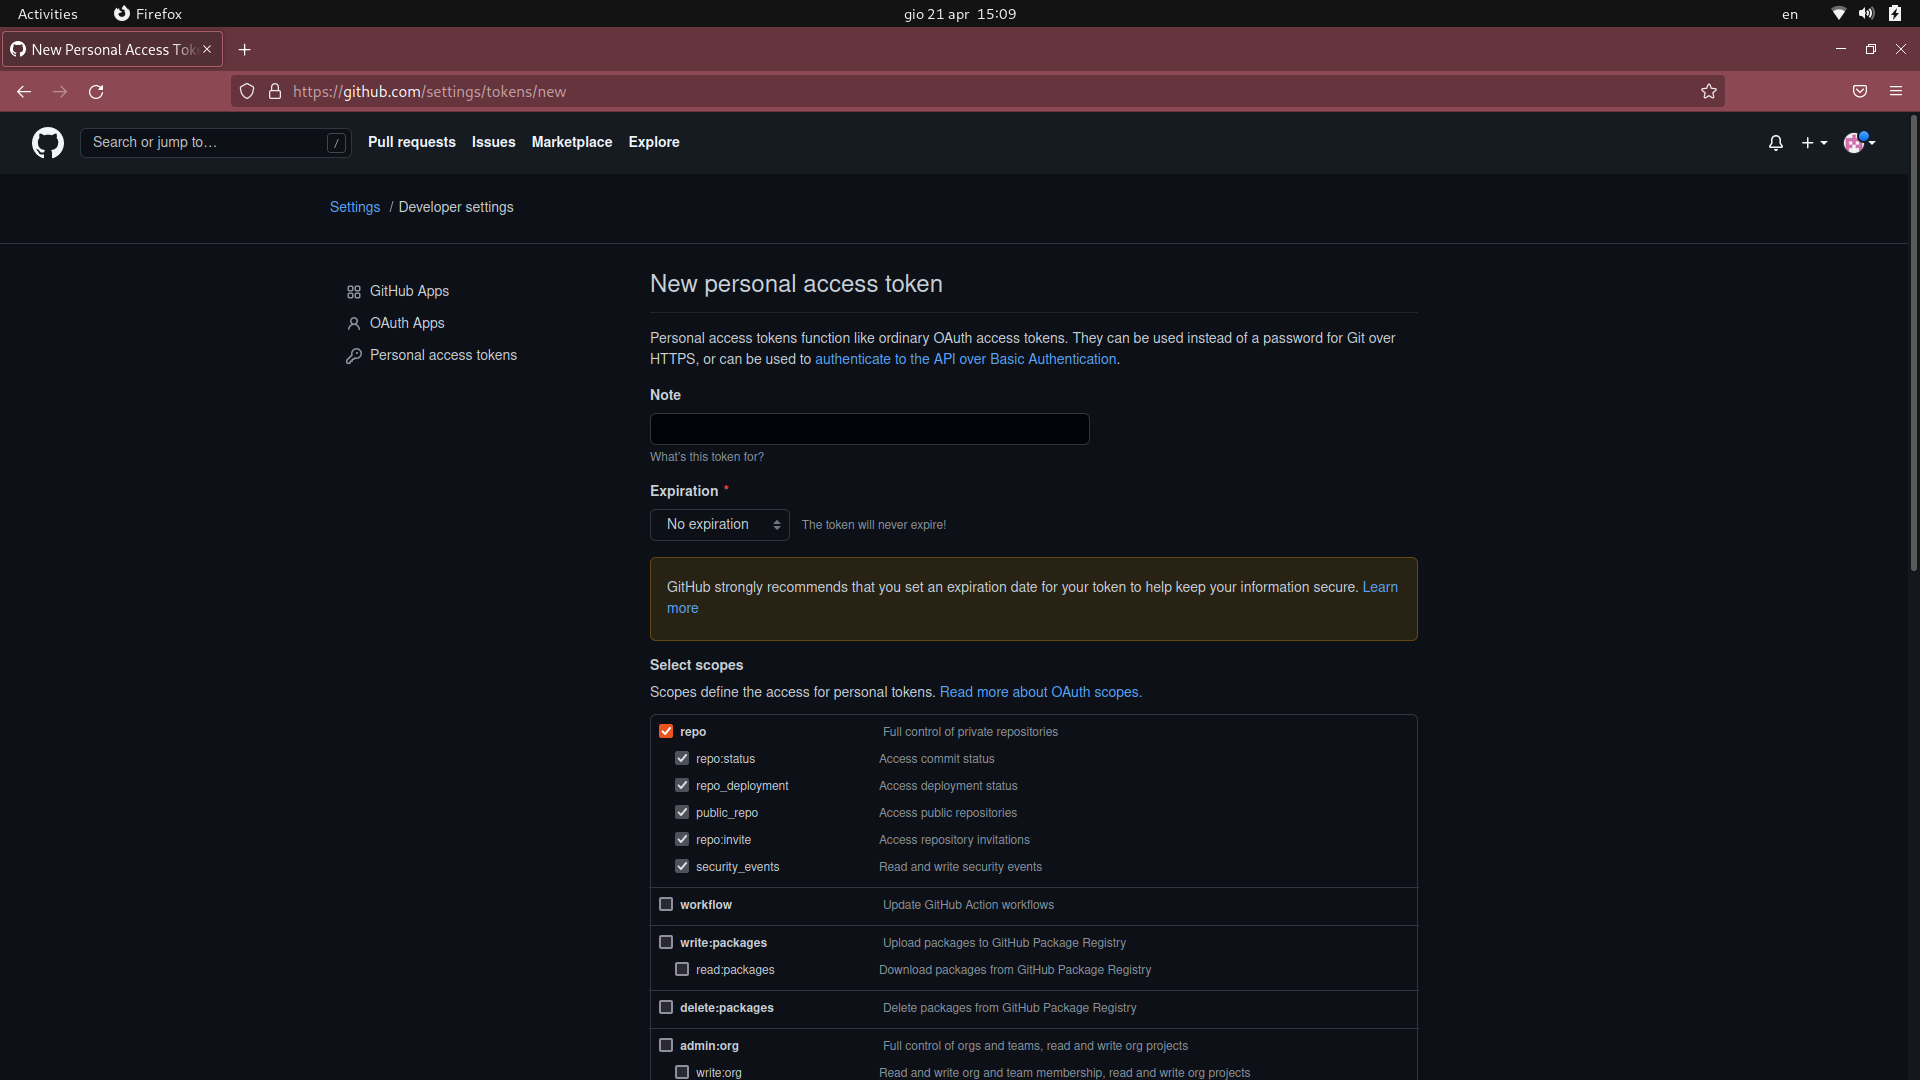 Activities
Firefox
gio 21 apr 15:09
en
New Personal Access Tok
https://github.com/settings/tokens/new
Search or jump to…
/
Pull requests
Issues
Marketplace
Explore
Settings / Developer settings
GitHub Apps
OAuth Apps
Personal access tokens
New personal access token
Personal access tokens function like ordinary OAuth access tokens. They can be used instead of a password for Git over
HTTPS, or can be used to authenticate to the API over Basic Authentication.
Note
What's this token for?
Expiration *
No expiration
The token will never expire!
GitHub strongly recommends that you set an expiration date for your token to help keep your information secure. Learn
more
Select scopes
Scopes define the access for personal tokens. Read more about OAuth scopes.
repo Full control of private repositories
repo:status Access commit status
repo_deployment Access deployment status
public_repo Access public repositories
repo:invite Access repository invitations
security_events Read and write security events
workflow Update GitHub Action workflows
write:packages Upload packages to GitHub Package Registry
read:packages Download packages from GitHub Package Registry
delete:packages Delete packages from GitHub Package Registry
admin:org Full control of orgs and teams, read and write org projects
write:org Read and write org and team membership, read and write org projects